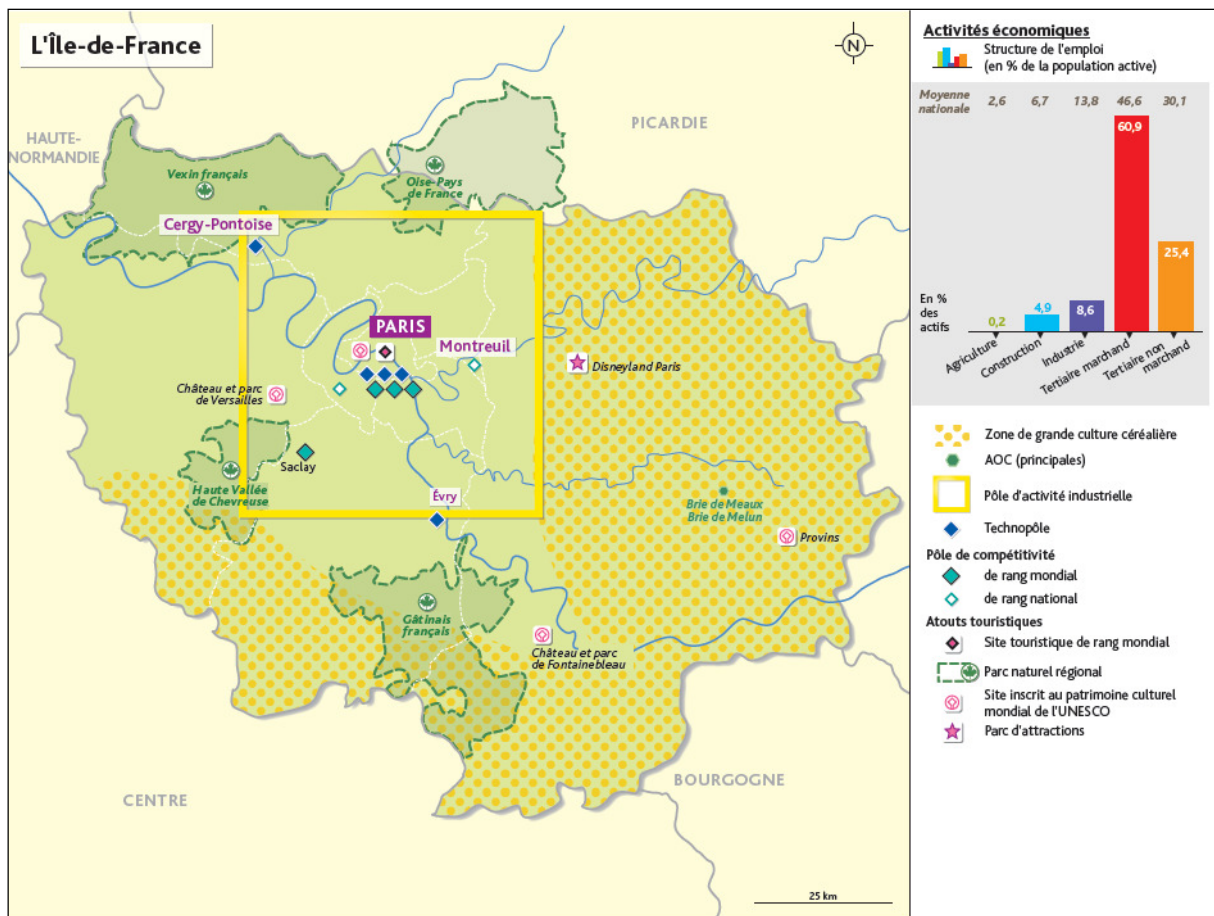 L'Île-de-France
N
HAUTE-
NORMANDIE
PICARDIE
Vexin français
Oise-Pays
de France
Cergy-Pontoise
PARIS
Montreuil
Disneyland Paris
Château et parc
de Versailles
Saclay
Haute Vallée
de Chevreuse
Évry
Brie de Meaux
Brie de Melun
Provins
Gâtinais
français
Château et parc
de Fontainebleau
CENTRE
BOURGOGNE
25 km
Activités économiques
Structure de l'emploi
(en % de la population active)
Moyenne
nationale
2,6 6,7 13,8 46,6 30,1
60,9
25,4
En %
des
actifs
0,2
4,9
8,6
Agriculture
Construction
Industrie
Tertiaire marchand
Tertiaire non
marchand
Zone de grande culture céréalière
AOC (principales)
Pôle d'activité industrielle
Technopôle
Pôle de compétitivité
de rang mondial
de rang national
Atouts touristiques
Site touristique de rang mondial
Parc naturel régional
Site inscrit au patrimoine culturel
mondial de l'UNESCO
Parc d'attractions